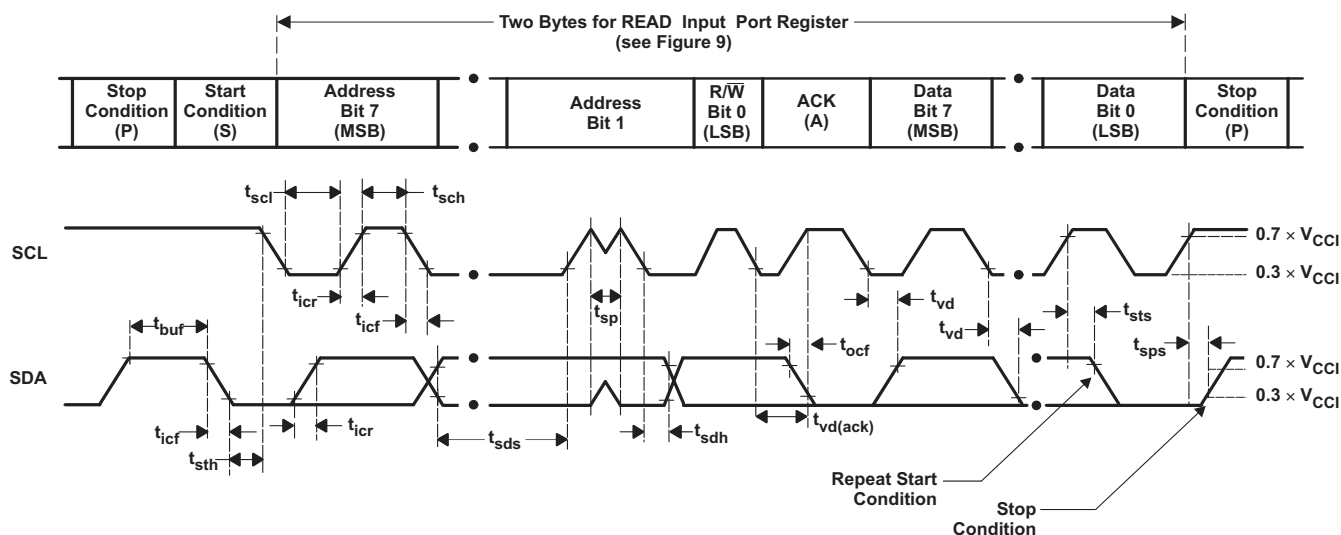 Two Bytes for READ Input Port Register
(see Figure 9)
Stop
Condition
(P)
Start
Condition
(S)
Address
Bit 7
(MSB)
Address
Bit 1
R/W̅
Bit 0
(LSB)
ACK
(A)
Data
Bit 7
(MSB)
Data
Bit 0
(LSB)
Stop
Condition
(P)
tscl
tsch
SCL
0.7 × VCCI
0.3 × VCCI
ticr
ticf
tbuf
tsp
tvd
tvd
tsts
tocf
tsps
SDA
0.7 × VCCI
0.3 × VCCI
ticf
ticr
tsth
tsds
tsdh
tvd(ack)
Repeat Start
Condition
Stop
Condition